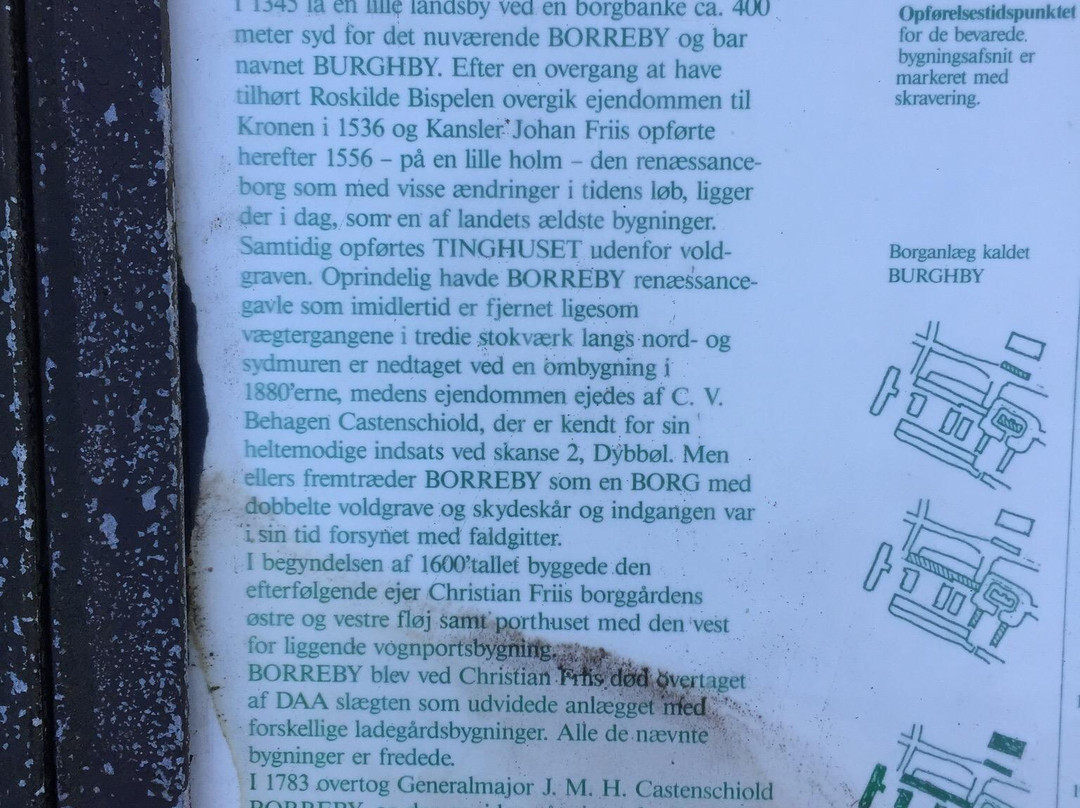 I 1345 lå en lille landsby ved en borgbanke ca. 400
meter syd for det nuværende BORREBY og bar
navnet BURGHBY. Efter en overgang at have
tilhørt Roskilde Bispelen overgik ejendommen til
Kronen i 1536 og Kansler Johan Friis opførte
herefter 1556 – på en lille holm – den renæssance-
borg som med visse ændringer i tidens løb, ligger
der i dag, som en af landets ældste bygninger.
Samtidig opførtes TINGHUSET udenfor vold-
graven. Oprindelig havde BORREBY renæssance-
gavle som imidlertid er fjernet ligesom
vægtergangene i tredie stokværk langs nord- og
sydmuren er nedtaget ved en ombygning i
1880'erne, medens ejendommen ejedes af C. V.
Behagen Castenschiold, der er kendt for sin
heltemodige indsats ved skanse 2, Dybbøl. Men
ellers fremtræder BORREBY som en BORG med
dobbelte voldgrave og skydeskår og indgangen var
i sin tid forsynet med faldgitter.
I begyndelsen af 1600'tallet byggede den
efterfølgende ejer Christian Friis borggårdens
østre og vestre fløj samt porthuset med den vest
for liggende vognportsbygning.
BORREBY blev ved Christian Friis død overtaget
af DAA slægten som udvidede anlægget med
forskellige ladegårdsbygninger. Alle de nævnte
bygninger er fredede.
I 1783 overtog Generalmajor J. M. H. Castenschiold
BORREBY
Opførelsestidspunktet
for de bevarede
bygningsafsnit er
markeret med
skravering.
Borganlæg kaldet
BURGHBY